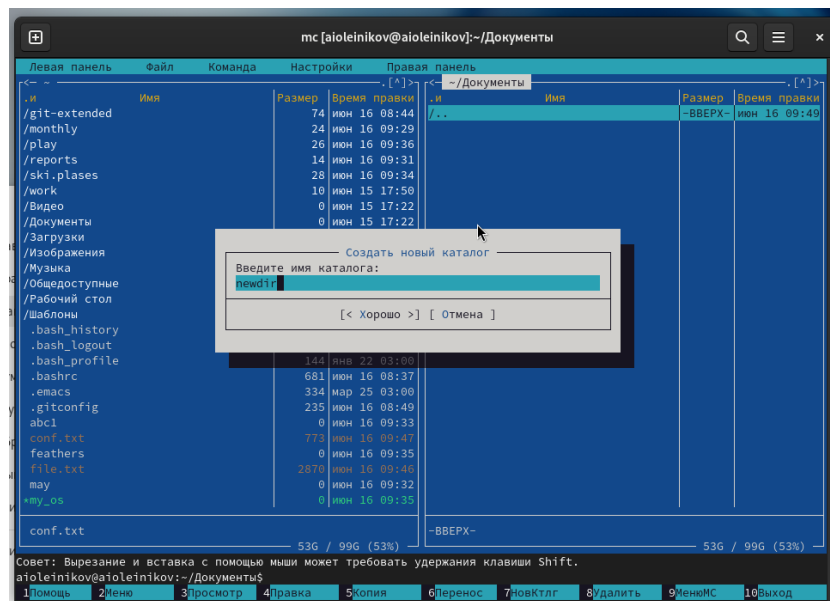 mc [aioleinikov@aioleinikov]:~/Документы
Левая панель Файл Команда Настройки Правая панель
<— ~ .[^]>
.и Имя Размер Время правки
/git-extended 74 июн 16 08:44
/monthly 24 июн 16 09:29
/play 26 июн 16 09:36
/reports 14 июн 16 09:31
/ski.plases 28 июн 16 09:34
/work 10 июн 15 17:50
/Видео 0 июн 15 17:22
/Документы 0 июн 15 17:22
/Загрузки
/Изображения
/Музыка
/Общедоступные
/Рабочий стол
/Шаблоны
.bash_history
.bash_logout
.bash_profile 144 янв 22 03:00
.bashrc 681 июн 16 08:37
.emacs 334 мар 25 03:00
.gitconfig 235 июн 16 08:49
abc1 0 июн 16 09:33
conf.txt 773 июн 16 09:47
feathers 0 июн 16 09:35
file.txt 2870 июн 16 09:46
may 0 июн 16 09:32
*my_os 0 июн 16 09:35
conf.txt
53G / 99G (53%)
<— ~/Документы .[^]>
.и Имя Размер Время правки
/.. -ВВЕРХ- июн 16 09:49
-ВВЕРХ-
53G / 99G (53%)
Создать новый каталог
Введите имя каталога:
newdir
[< Хорошо >] [ Отмена ]
Совет: Вырезание и вставка с помощью мыши может требовать удержания клавиши Shift.
aioleinikov@aioleinikov:~/Документы$
1Помощь 2Меню 3Просмотр 4Правка 5Копия 6Перенос 7НовКтлг 8Удалить 9МенюМС 10Выход